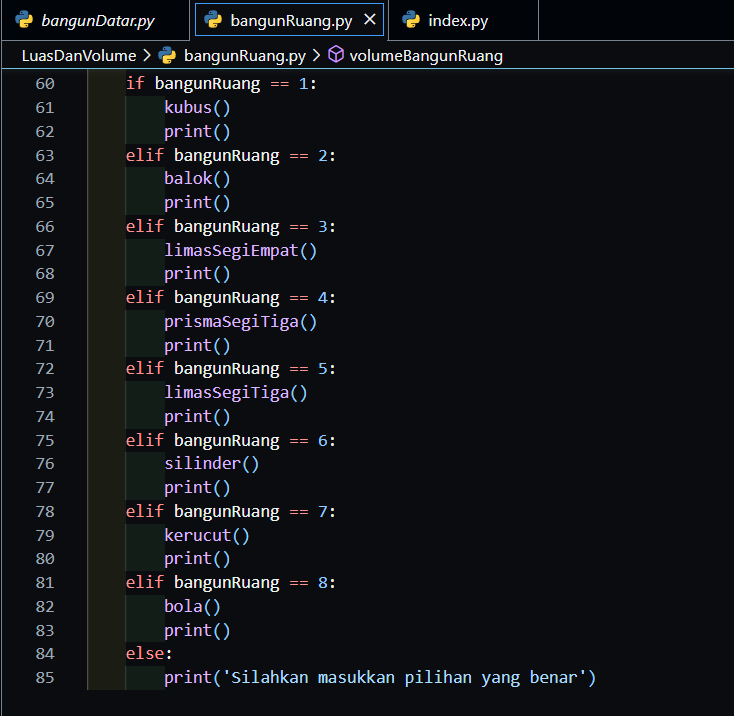 bangunDatar.py bangunRuang.py × index.py
LuasDanVolume > bangunRuang.py > volumeBangunRuang
60 if bangunRuang == 1:
61 kubus()
62 print()
63 elif bangunRuang == 2:
64 balok()
65 print()
66 elif bangunRuang == 3:
67 limasSegiEmpat()
68 print()
69 elif bangunRuang == 4:
70 prismaSegiTiga()
71 print()
72 elif bangunRuang == 5:
73 limasSegiTiga()
74 print()
75 elif bangunRuang == 6:
76 silinder()
77 print()
78 elif bangunRuang == 7:
79 kerucut()
80 print()
81 elif bangunRuang == 8:
82 bola()
83 print()
84 else:
85 print('Silahkan masukkan pilihan yang benar')